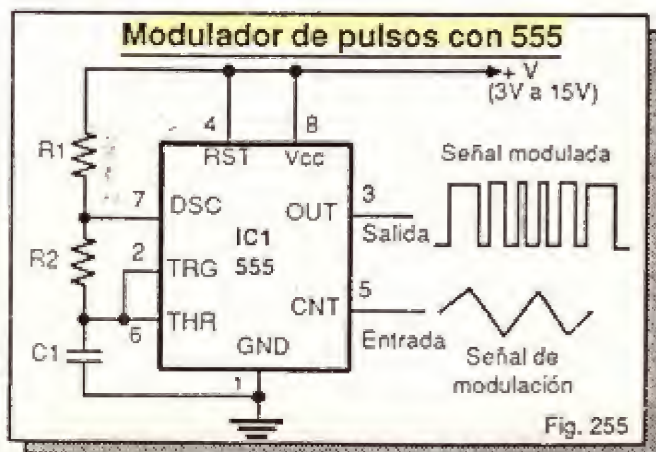 Modulador de pulsos con 555
+ V
(3V a 15V)
4
8
R1
RST
Vcc
Señal modulada
7
DSC
OUT
3
Salida
R2
2
TRG
IC1
555
CNT
5
THR
6
Entrada
C1
GND
1
Señal de
modulación
Fig. 255